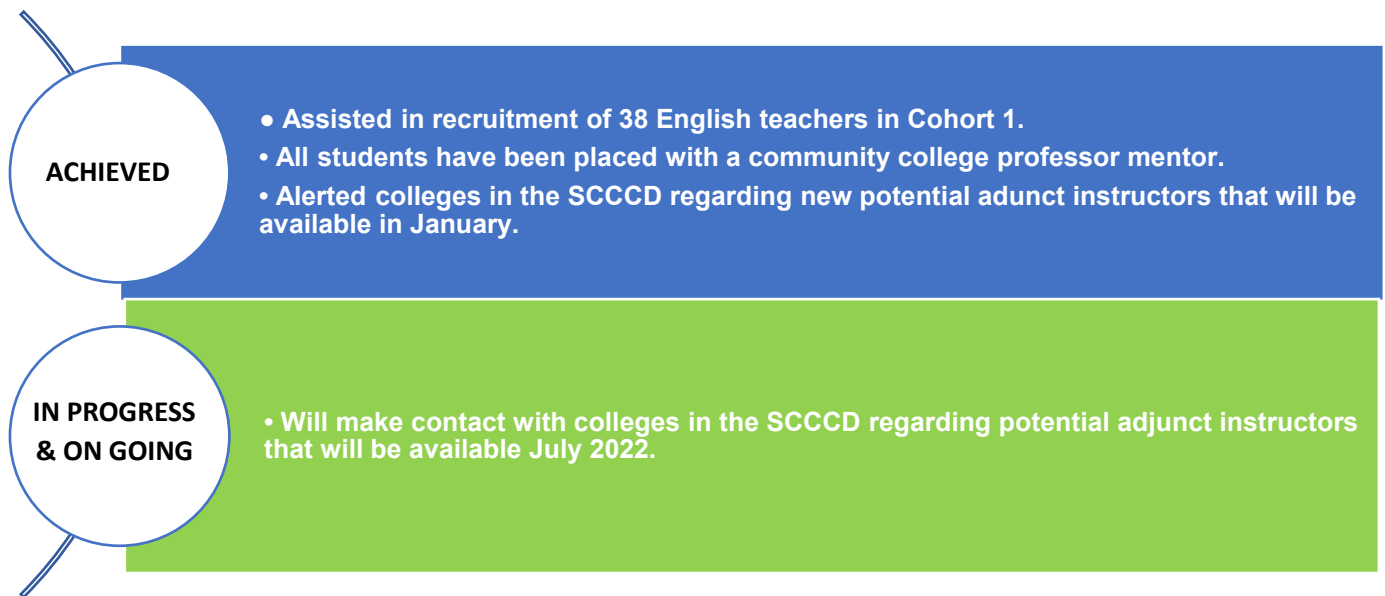 ACHIEVED
● Assisted in recruitment of 38 English teachers in Cohort 1.
• All students have been placed with a community college professor mentor.
• Alerted colleges in the SCCCD regarding new potential adunct instructors that will be
available in January.
IN PROGRESS
& ON GOING
• Will make contact with colleges in the SCCCD regarding potential adjunct instructors
that will be available July 2022.